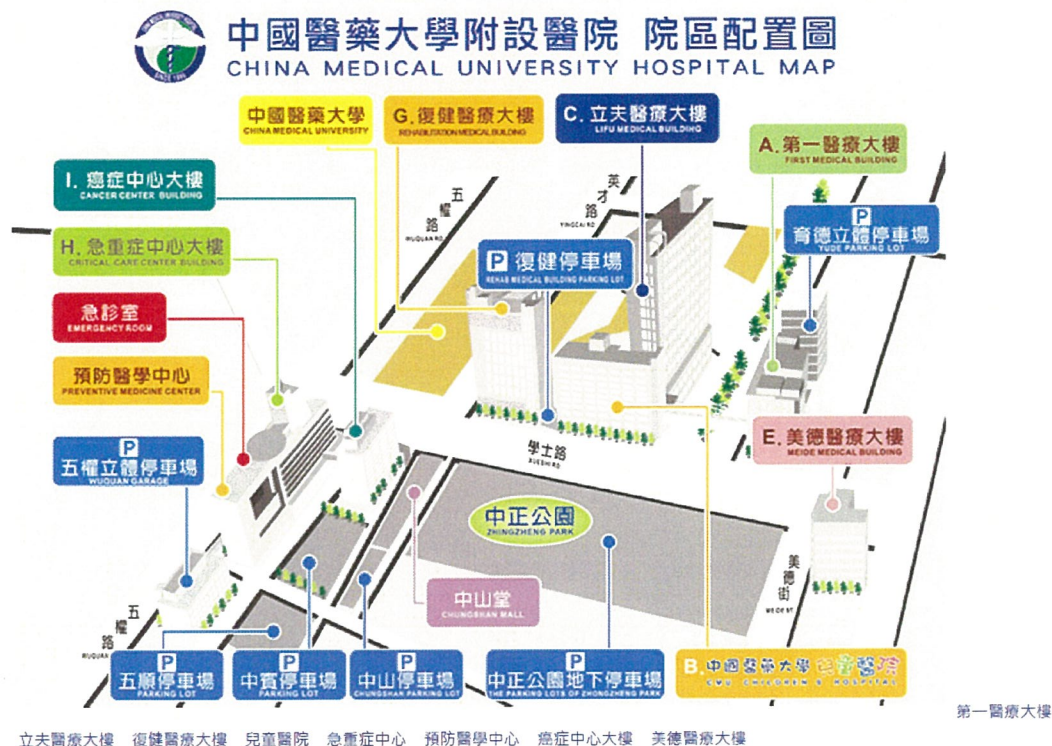 中國醫藥大學附設醫院 院區配置圖
CHINA MEDICAL UNIVERSITY HOSPITAL MAP
SINCE 1980
中國醫藥大學
CHINA MEDICAL UNIVERSITY
G.復健醫療大樓
REHABILITATION MEDICAL BUILDING
C. 立夫醫療大樓
LIFU MEDICAL BUILDING
A.第一醫療大樓
FIRST MEDICAL BUILDING
I. 癌症中心大樓
CANCER CENTER BUILDING
五權路
WUQUAN RD
英才路
YINGCAI RD
P
育德立體停車場
YUDE PARKING LOT
H.急重症中心大樓
CRITICAL CARE CENTER BUILDING
P 復健停車場
REHAB MEDICAL BUILDING PARKING LOT
急診室
EMERGENCY ROOM
預防醫學中心
PREVENTIVE MEDICINE CENTER
E.美德醫療大樓
MEIDE MEDICAL BUILDING
P
五權立體停車場
WUQUAN GARAGE
學士路
XUESHI RD
中正公園
ZHINGZHENG PARK
美德街
MEIDE ST
中山堂
CHUNGSHAN MALL
五權路
WUQUAN
P
五順停車場
PARKING LOT
P
中賓停車場
PARKING LOT
P
中山停車場
CHUNGSHAN PARKING LOT
P
中正公園地下停車場
THE PARKING LOTS OF ZHONGZHENG PARK
B.中國醫藥大學兒童醫院
CMU CHILDREN'S HOSPITAL
第一醫療大樓
立夫醫療大樓 復健醫療大樓 兒童醫院 急重症中心 預防醫學中心 癌症中心大樓 美德醫療大樓